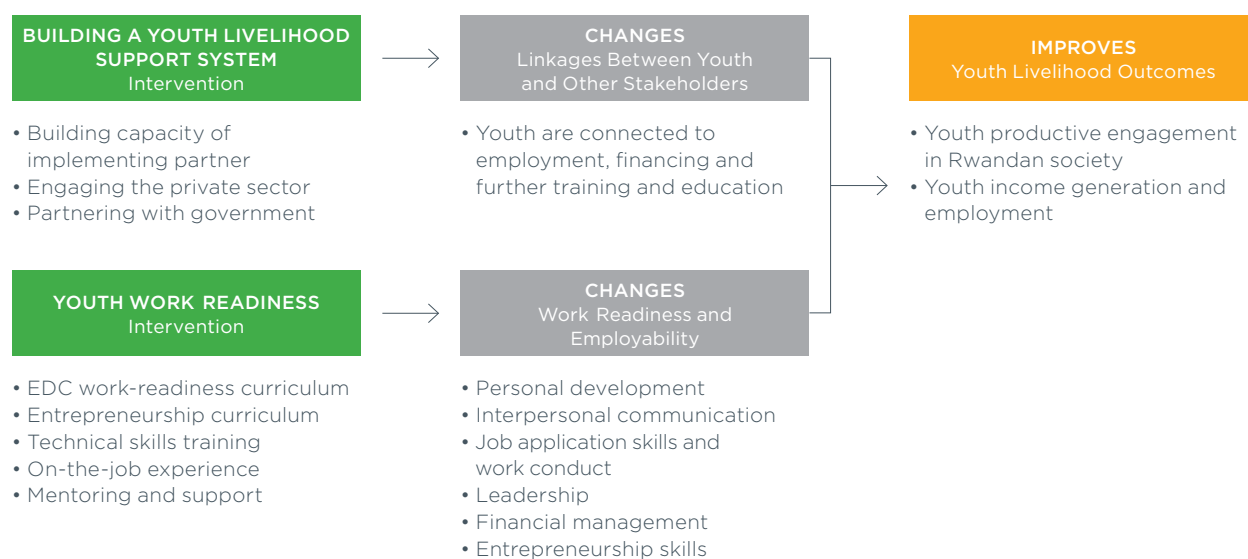 BUILDING A YOUTH LIVELIHOOD
SUPPORT SYSTEM
Intervention
• Building capacity of
implementing partner
• Engaging the private sector
• Partnering with government
CHANGES
Linkages Between Youth
and Other Stakeholders
• Youth are connected to
employment, financing and
further training and education
IMPROVES
Youth Livelihood Outcomes
• Youth productive engagement
in Rwandan society
• Youth income generation and
employment
YOUTH WORK READINESS
Intervention
• EDC work-readiness curriculum
• Entrepreneurship curriculum
• Technical skills training
• On-the-job experience
• Mentoring and support
CHANGES
Work Readiness and
Employability
• Personal development
• Interpersonal communication
• Job application skills and
work conduct
• Leadership
• Financial management
• Entrepreneurship skills